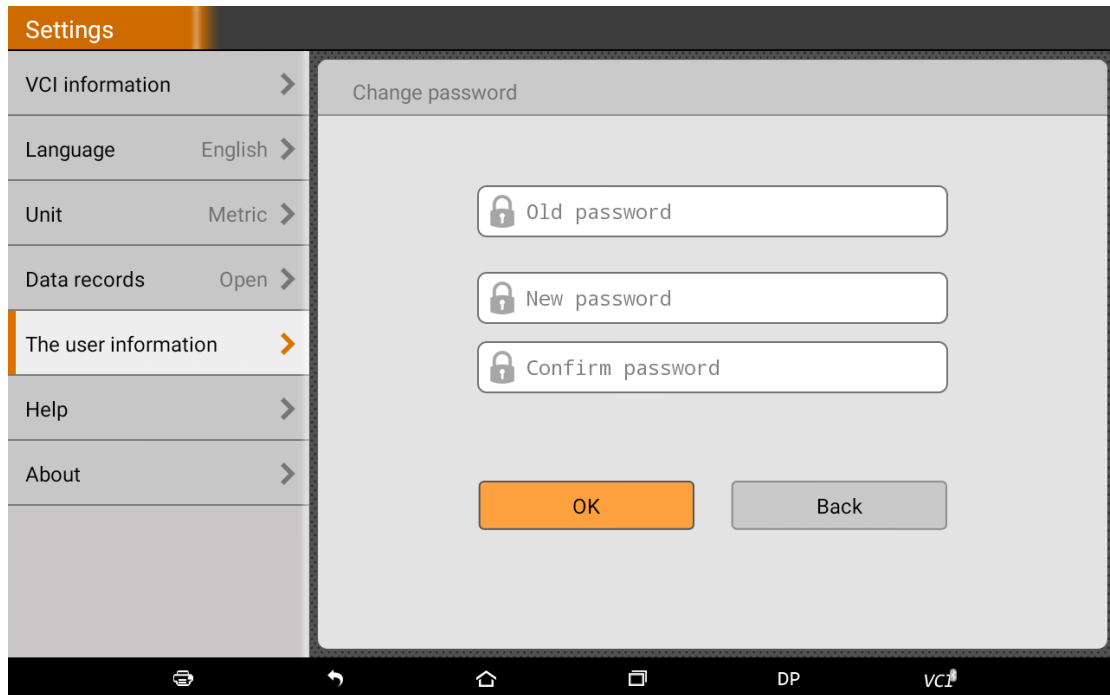 Settings
VCI information
Change password
Language English
Unit Metric
Data records Open
The user information
Help
About
Old password
New password
Confirm password
OK Back
DP VCI